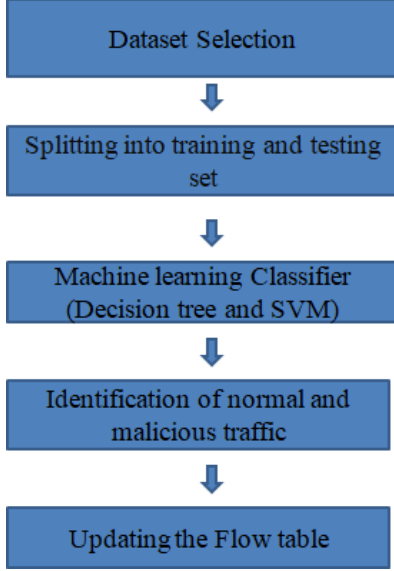 Dataset Selection
Splitting into training and testing
set
Machine learning Classifier
(Decision tree and SVM)
Identification of normal and
malicious traffic
Updating the Flow table